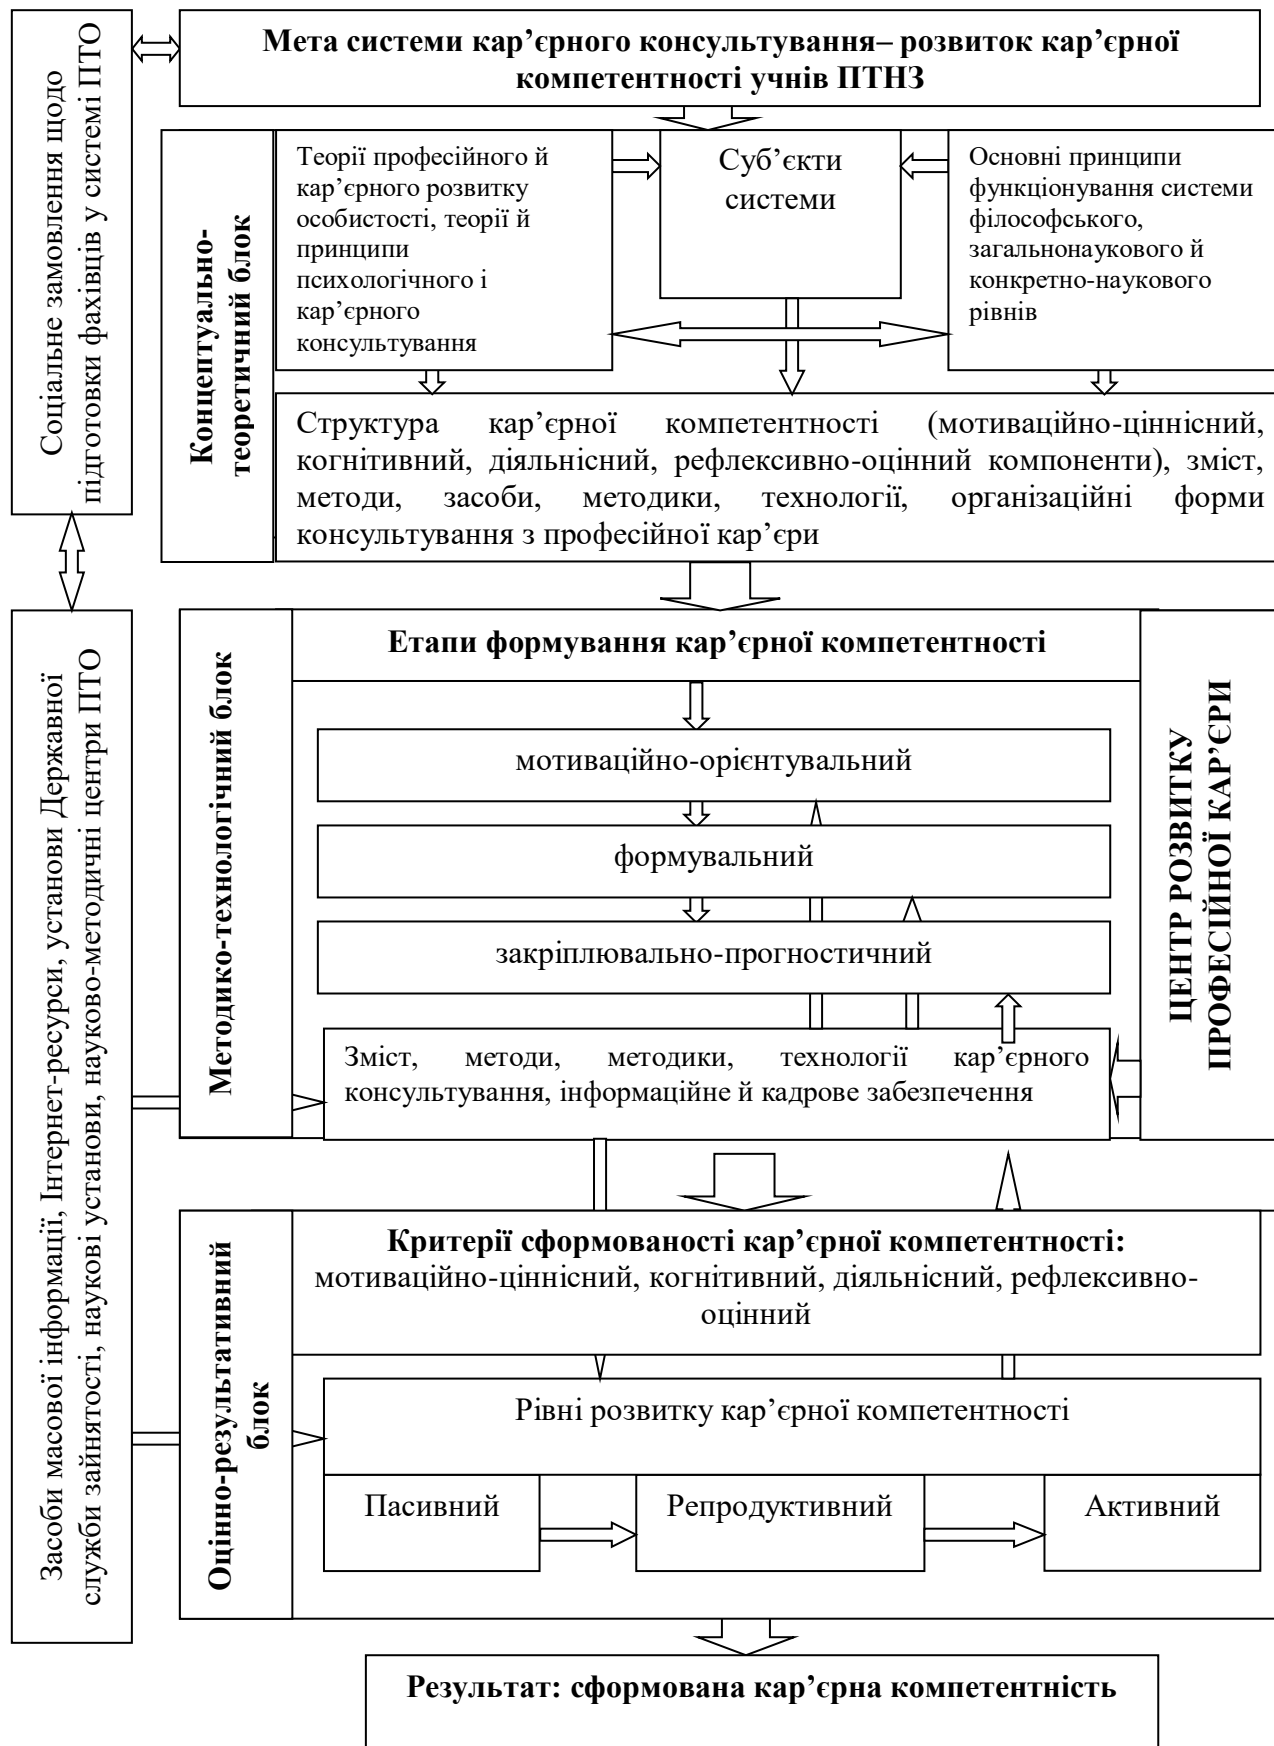 Мета системи кар’єрного консультування– розвиток кар’єрної
компетентності учнів ПТНЗ
Соціальне замовлення щодо
підготовки фахівців у системі ПТО
Концептуально-
теоретичний блок
Теорії професійного й
кар’єрного розвитку
особистості, теорії й
принципи
психологічного і
кар’єрного
консультування
Суб’єкти
системи
Основні принципи
функціонування системи
філософського,
загальнонаукового й
конкретно-наукового
рівнів
Структура кар’єрної компетентності (мотиваційно-ціннісний,
когнітивний, діяльнісний, рефлексивно-оцінний компоненти), зміст,
методи, засоби, методики, технології, організаційні форми
консультування з професійної кар’єри
Засоби масової інформації, Інтернет-ресурси, установи Державної
служби зайнятості, наукові установи, науково-методичні центри ПТО
Методико-технологічний блок
Етапи формування кар’єрної компетентності
мотиваційно-орієнтувальний
формувальний
закріплювально-прогностичний
Зміст, методи, методики, технології кар’єрного
консультування, інформаційне й кадрове забезпечення
ЦЕНТР РОЗВИТКУ
ПРОФЕСІЙНОЇ КАР’ЄРИ
Оцінно-результативний
блок
Критерії сформованості кар’єрної компетентності:
мотиваційно-ціннісний, когнітивний, діяльнісний, рефлексивно-
оцінний
Рівні розвитку кар’єрної компетентності
Пасивний
Репродуктивний
Активний
Результат: сформована кар’єрна компетентність